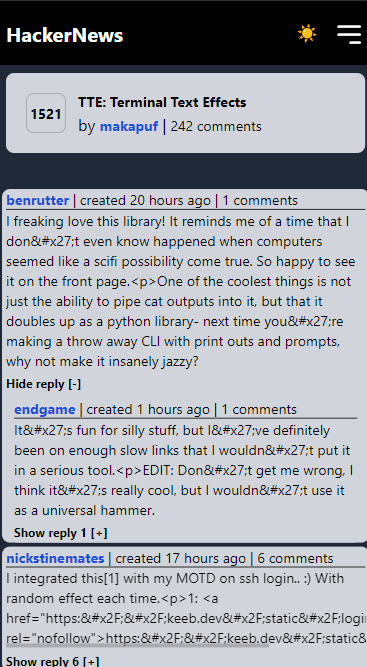 HackerNews
1521
TTE: Terminal Text Effects
by makapuf | 242 comments
benrutter | created 20 hours ago | 1 comments
I freaking love this library! It reminds me of a time that I
don&#x27;t even know happened when computers
seemed like a scifi possibility come true. So happy to see
it on the front page.<p>One of the coolest things is not
just the ability to pipe cat outputs into it, but that it
doubles up as a python library- next time you&#x27;re
making a throw away CLI with print outs and prompts,
why not make it insanely jazzy?
Hide reply [-]
endgame | created 1 hours ago | 1 comments
It&#x27;s fun for silly stuff, but I&#x27;ve definitely
been on enough slow links that I wouldn&#x27;t put it
in a serious tool.<p>EDIT: Don&#x27;t get me wrong, I
think it&#x27;s really cool, but I wouldn&#x27;t use it
as a universal hammer.
Show reply 1 [+]
nickstinemates | created 17 hours ago | 6 comments
I integrated this[1] with my MOTD on ssh login.. :) With
random effect each time.<p>1: <a
href="https:&#x2F;&#x2F;keeb.dev&#x2F;static&#x2F;logi
rel="nofollow">https:&#x2F;&#x2F;keeb.dev&#x2F;static&
Show reply 6 [+]